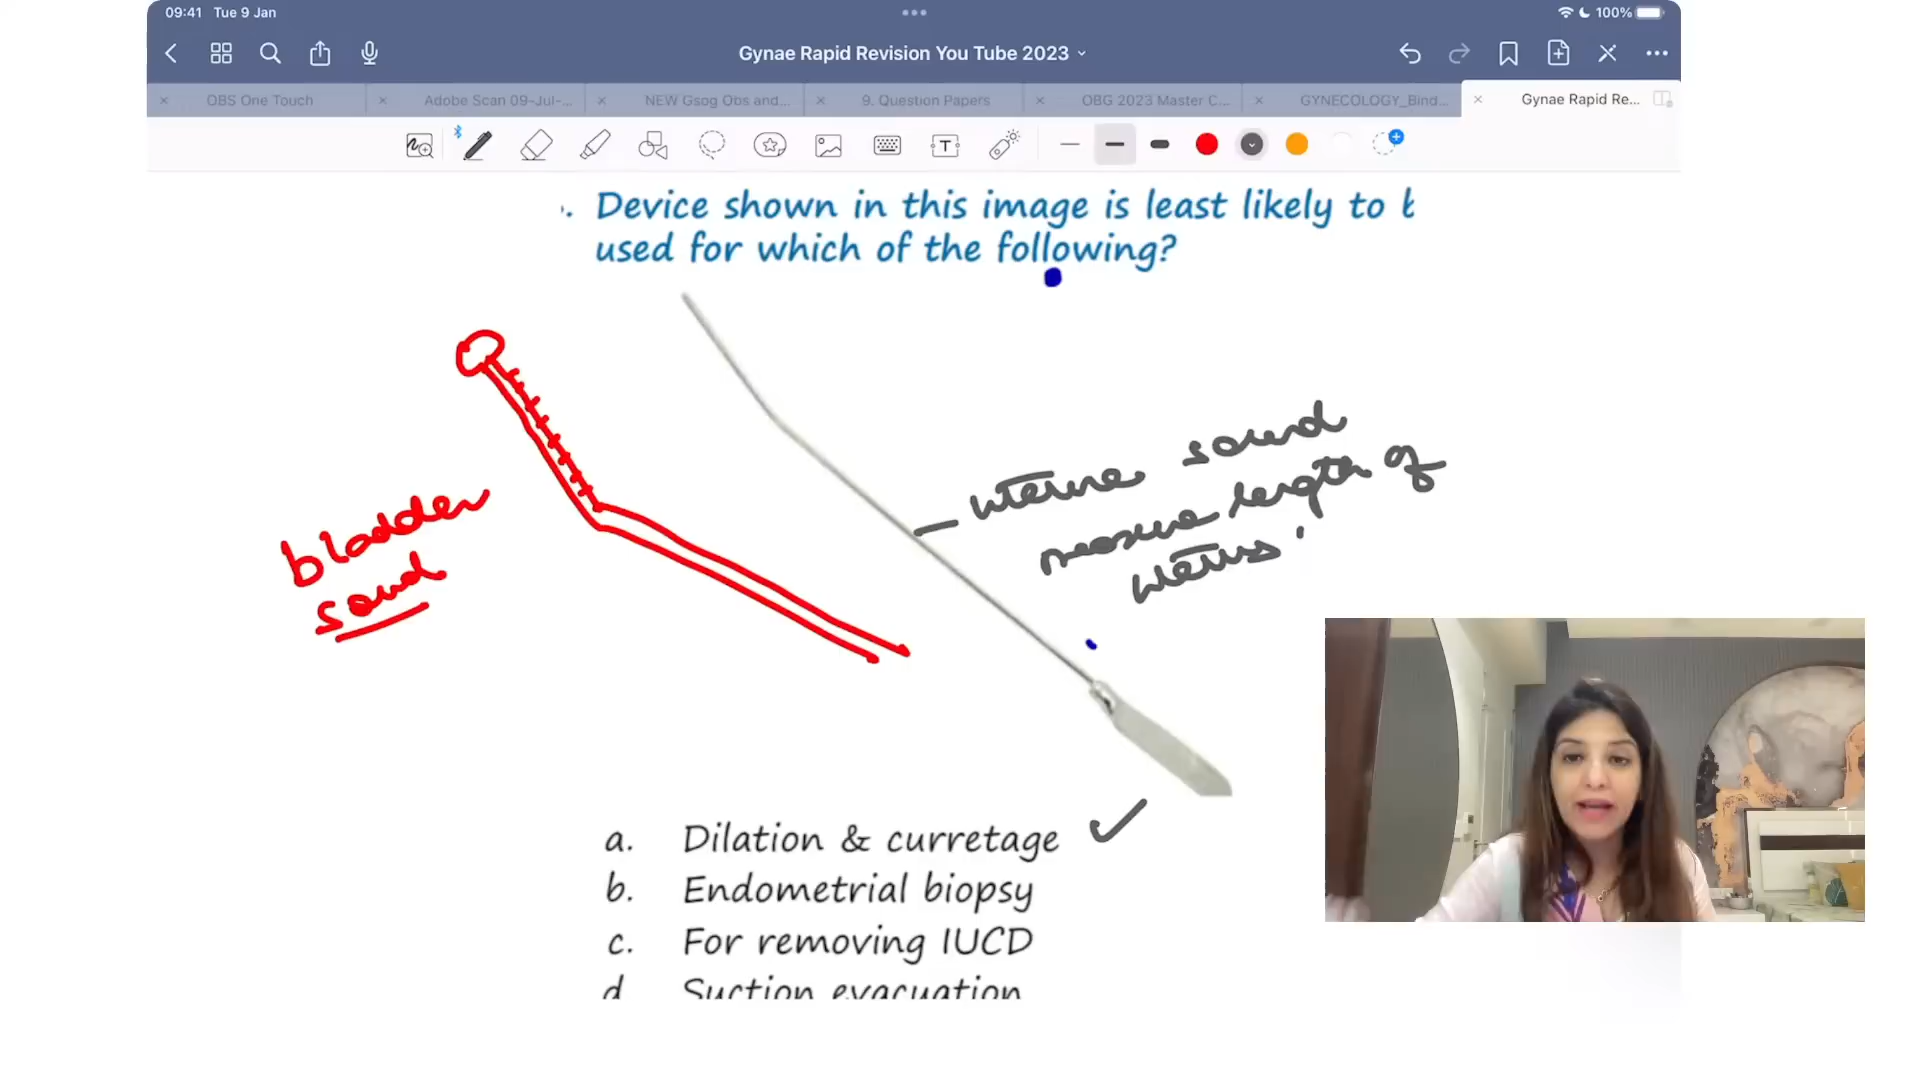 09:41 Tue 9 Jan
100%
Gynae Rapid Revision You Tube 2023
OBS One Touch
Adobe Scan 09-Jul-...
NEW Gsog Obs and...
9. Question Papers
OBG 2023 Master C...
GYNECOLOGY_Bind...
Gynae Rapid Re...
T
. Device shown in this image is least likely to
used for which of the following?
bladder
sound
uterine sound
measure length of
uterus
a. Dilation & curretage
b. Endometrial biopsy
c. For removing IUCD
d Suction evacuation